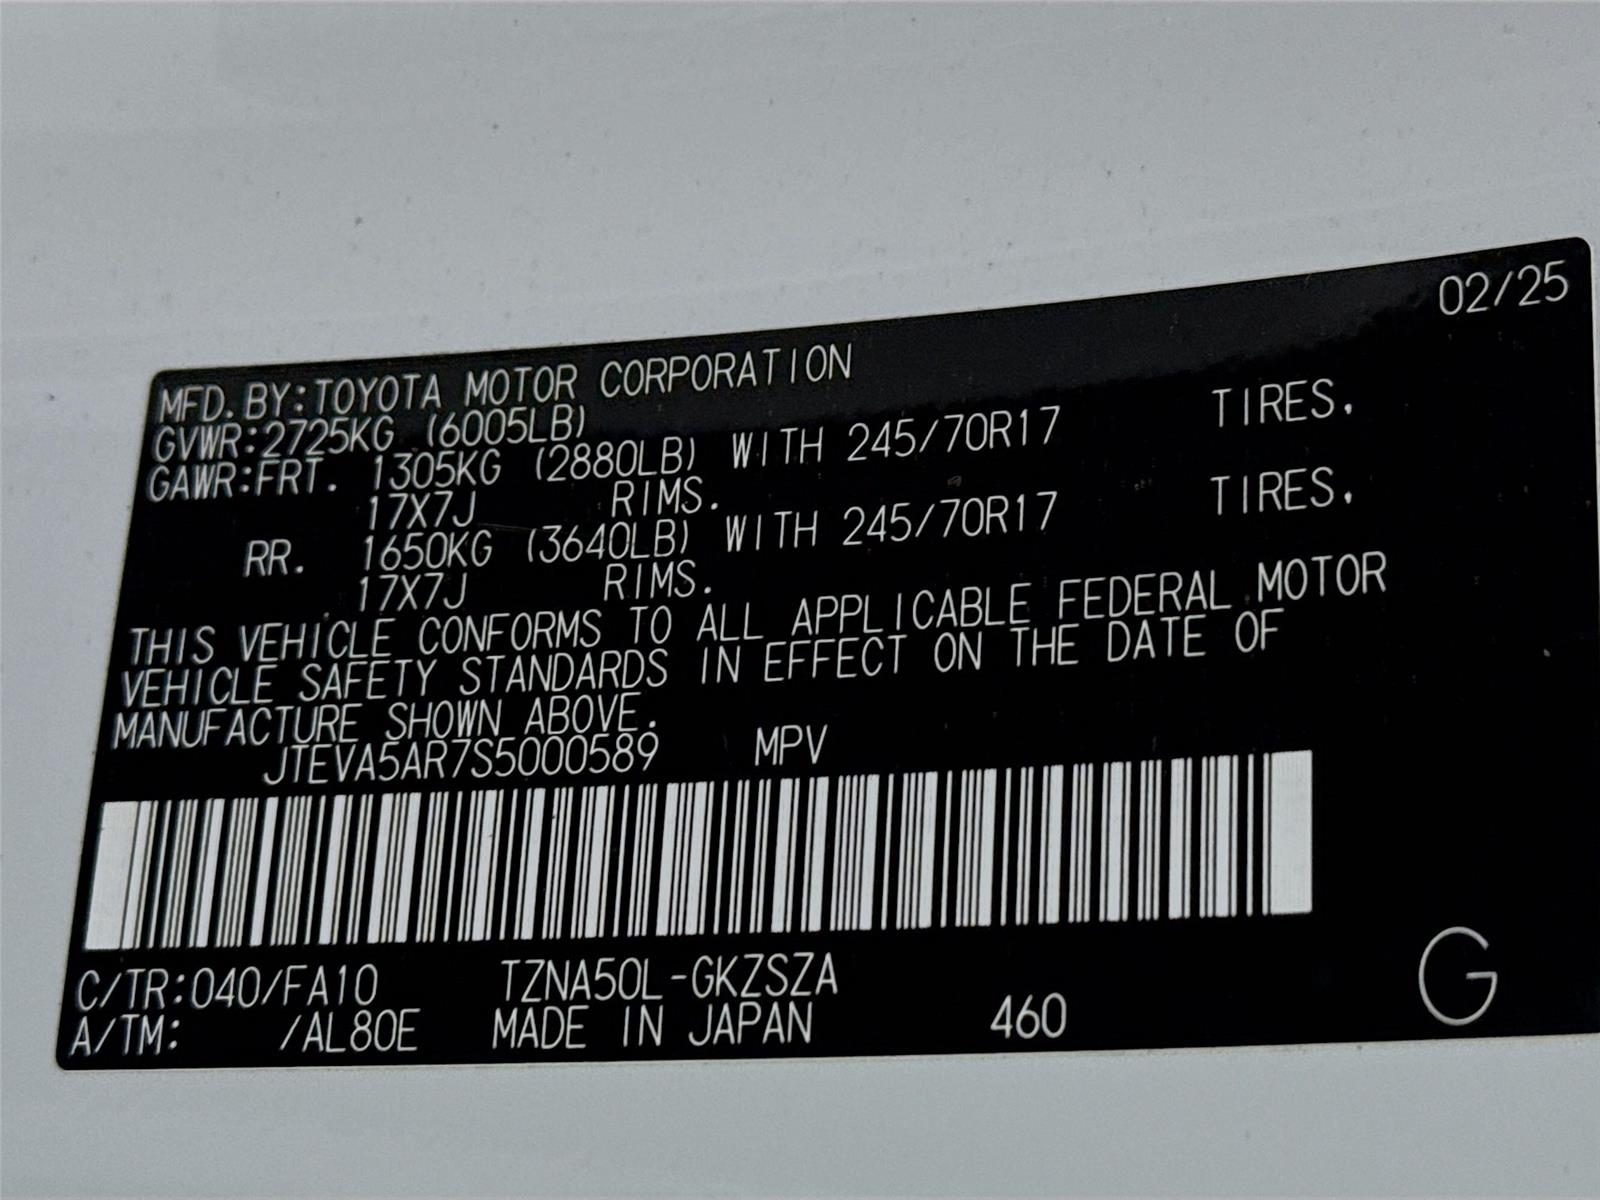 02/25
MFD. BY:TOYOTA MOTOR CORPORATION
GVWR:2725KG (6005LB)
GAWR:FRT. 1305KG (2880LB) WITH 245/70R17 TIRES.
17X7J RIMS.
RR. 1650KG (3640LB) WITH 245/70R17 TIRES.
17X7J RIMS.
THIS VEHICLE CONFORMS TO ALL APPLICABLE FEDERAL MOTOR
VEHICLE SAFETY STANDARDS IN EFFECT ON THE DATE OF
MANUFACTURE SHOWN ABOVE.
JTEVA5AR7S5000589 MPV
C/TR:040/FA10 TZNA50L-GKZSZA
A/TM: /AL80E MADE IN JAPAN 460 G